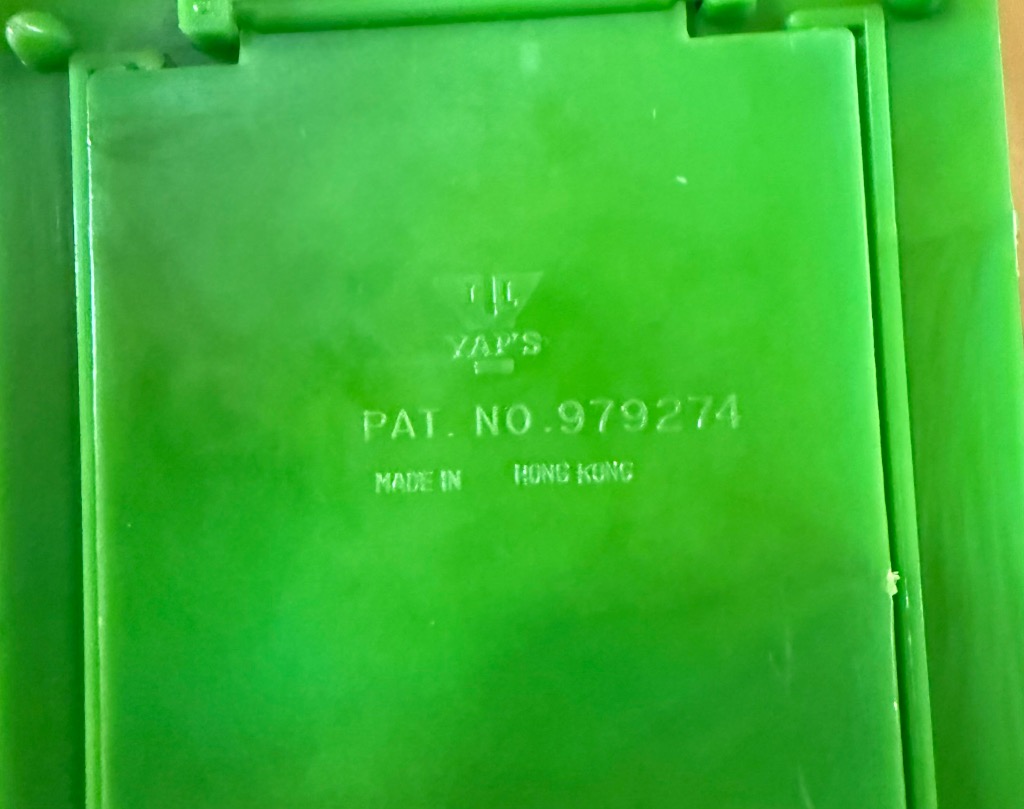 YAP'S
PAT. NO. 979274
MADE IN HONG KONG